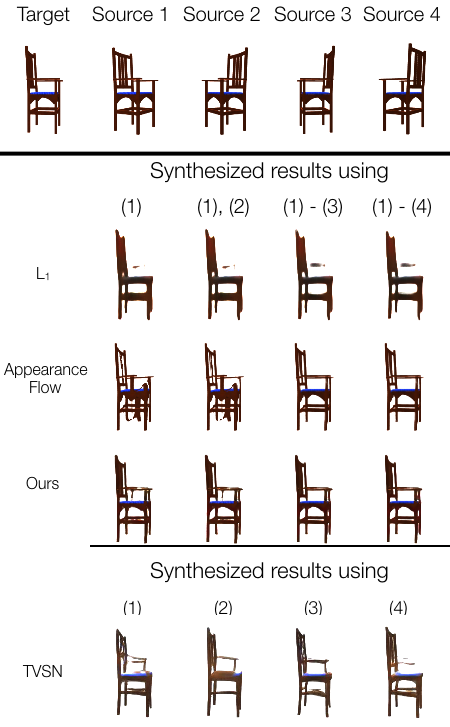 Target Source 1 Source 2 Source 3 Source 4
Synthesized results using
(1) (1), (2) (1) - (3) (1) - (4)
L₁
Appearance
Flow
Ours
Synthesized results using
(1) (2) (3) (4)
TVSN